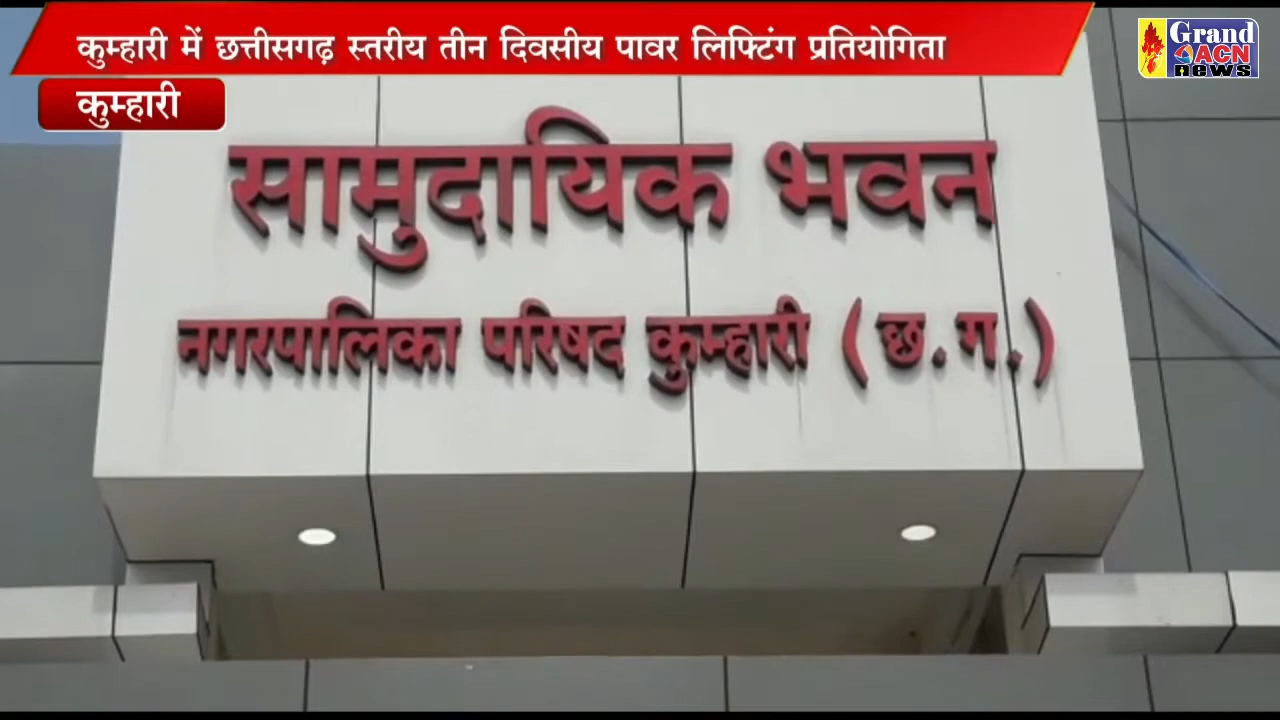 कुम्हारी में छत्तीसगढ़ स्तरीय तीन दिवसीय पावर लिफ्टिंग प्रतियोगिता
Grand
ACN
news
कुम्हारी
सामुदायिक भवन
नगरपालिका परिषद कुम्हारी ( छ. ग. )